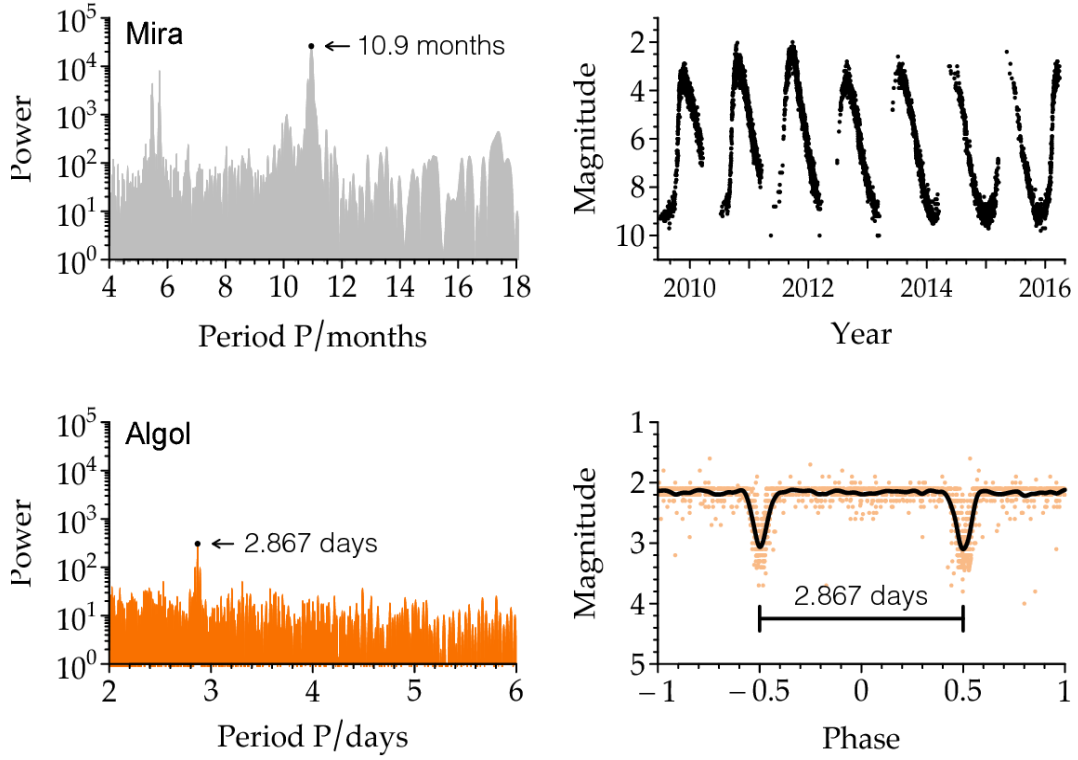 10^5
10^4
10^3
10^2
10^1
10^0
Power
Mira
← 10.9 months
4 6 8 10 12 14 16 18
Period P/months
2
4
6
8
10
Magnitude
2010 2012 2014 2016
Year
10^5
10^4
10^3
10^2
10^1
10^0
Power
Algol
← 2.867 days
2 3 4 5 6
Period P/days
1
2
3
4
5
Magnitude
2.867 days
−1 −0.5 0 0.5 1
Phase